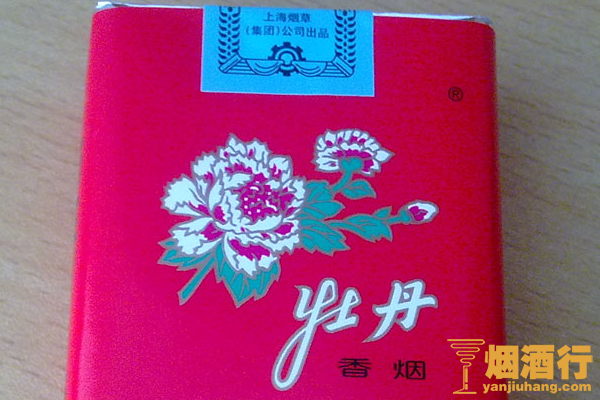 上海烟草
(集团)公司出品
®
牡丹
香烟
烟酒行
yanjiuhang.com